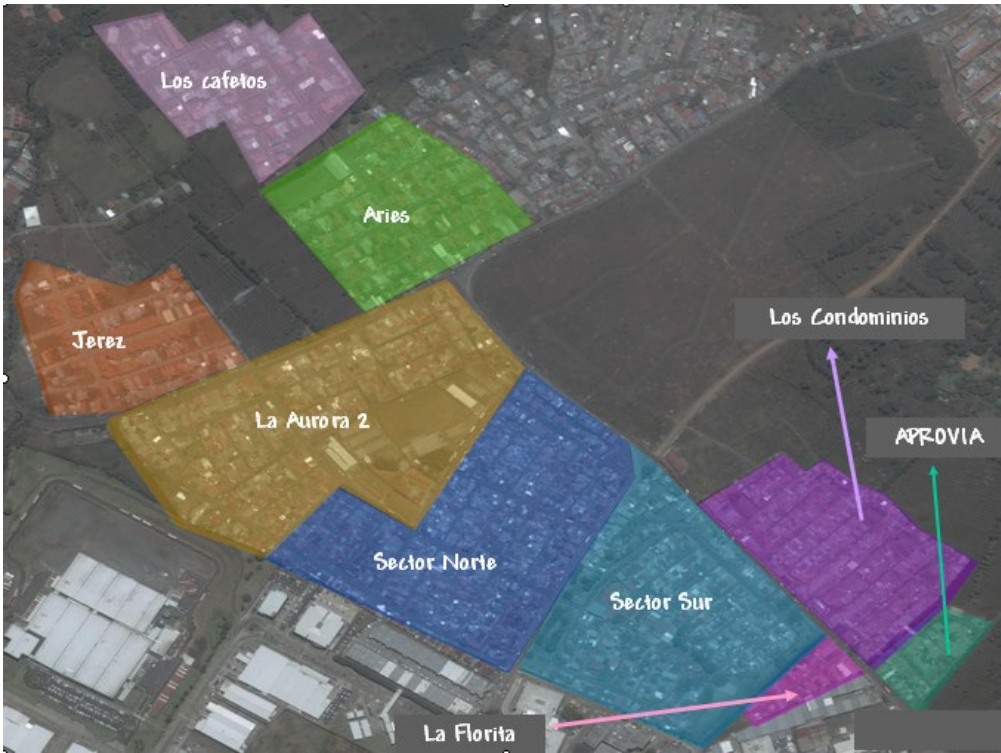 Los cafetos
Aries
Los Condominios
Jerez
La Aurora 2
APROVIA
Sector Norte
Sector Sur
La Florita